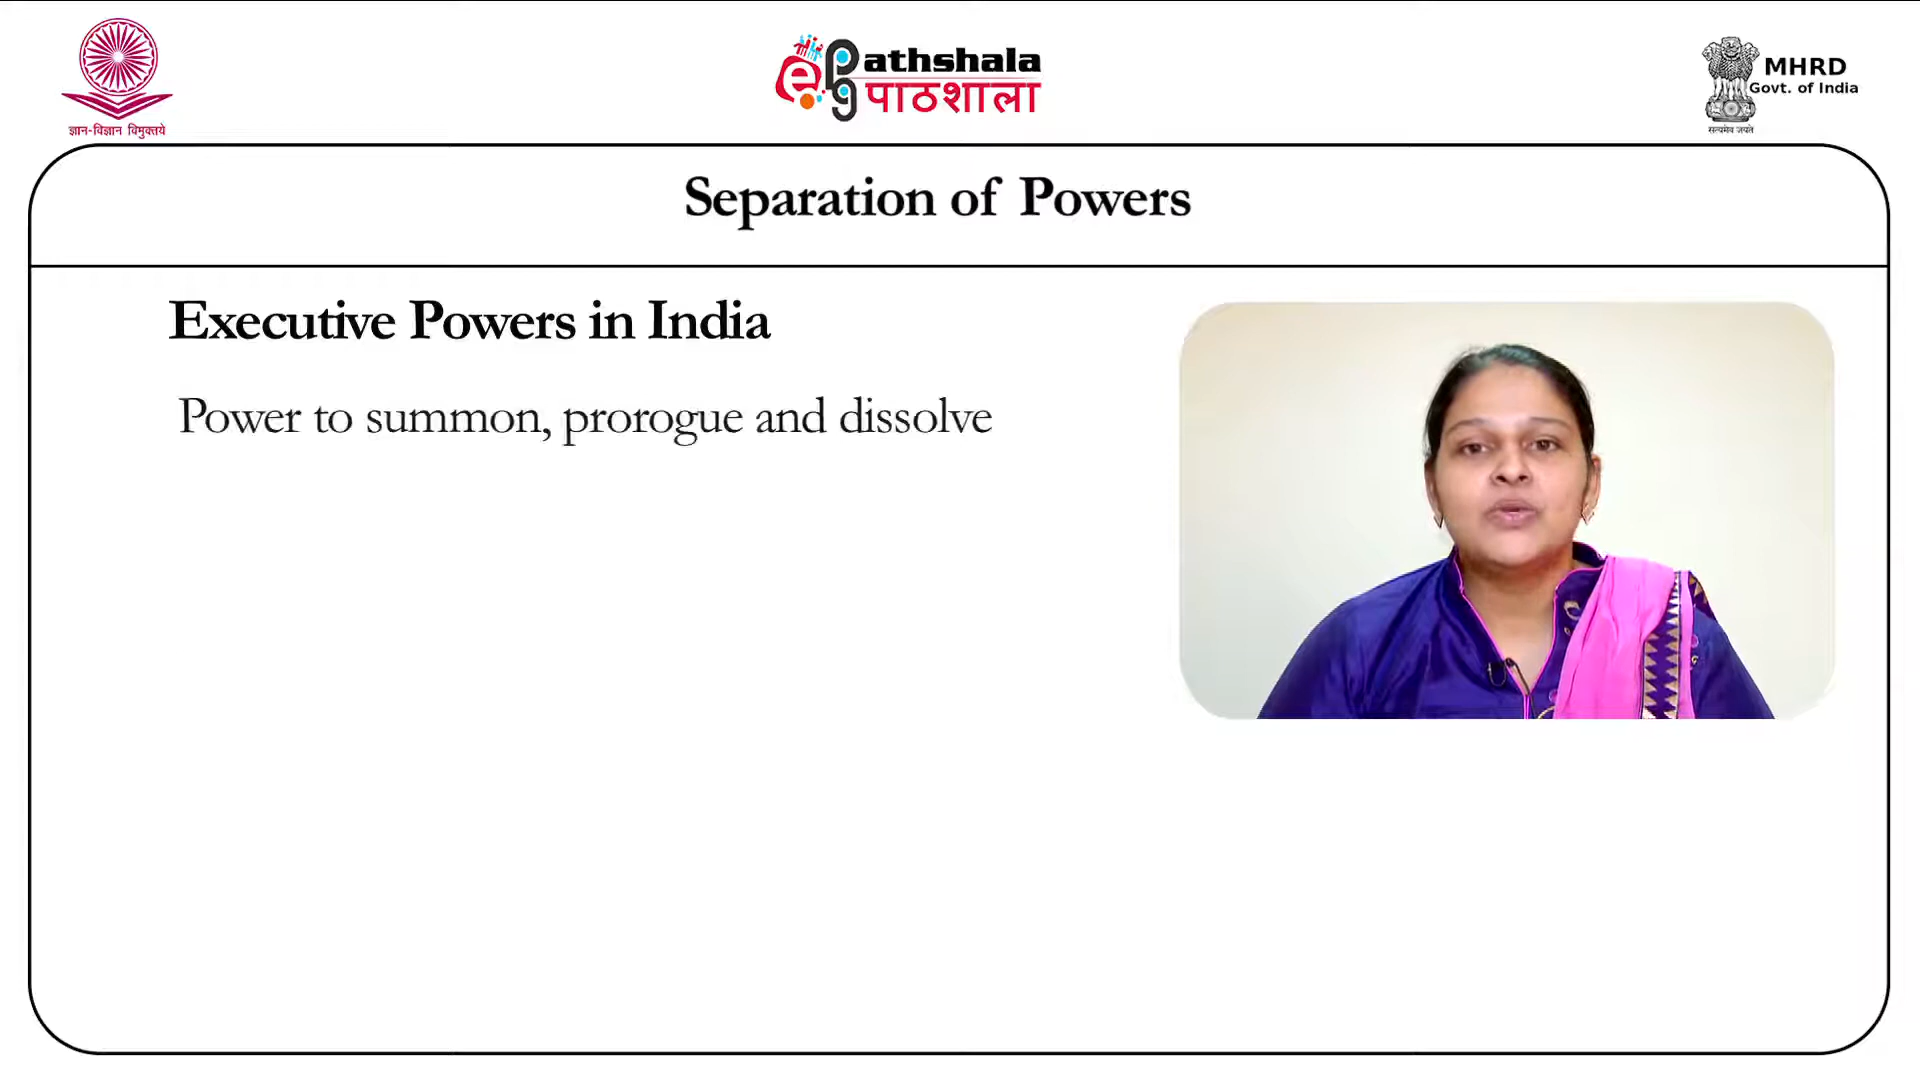 ज्ञान-विज्ञान विमुक्तये
ePG Pathshala
पाठशाला
MHRD
Govt. of India
सत्यमेव जयते
Separation of Powers
Executive Powers in India
Power to summon, prorogue and dissolve